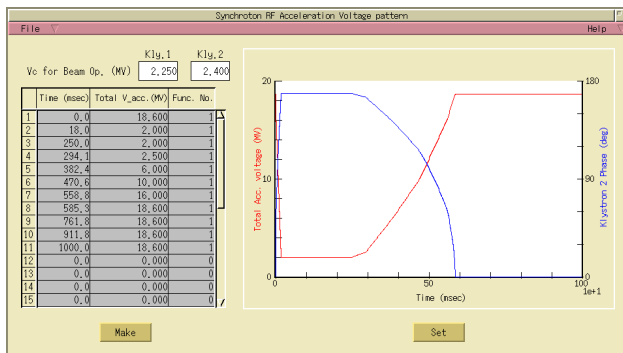 Synchroton RF Acceleration Voltage pattern
File Help
Kly.1 Kly.2
Vc for Beam Op. (MV) 2,250 2,400
Time (msec) Total V_acc.(MV) Func. No.
1 0.0 18,600 1
2 18.0 2,000 1
3 250.0 2,000 1
4 294.1 2,500 1
5 382.4 6,000 1
6 470.6 10,000 1
7 558.8 16,000 1
8 585.3 18,600 1
9 761.8 18,600 1
10 911.8 18,600 1
11 1000.0 18,600 1
12 0.0 0,000 0
13 0.0 0,000 0
14 0.0 0,000 0
15 0.0 0,000 0
Make
Total Acc. voltage (MV)
20
10
0
Klystron 2 Phase (deg)
180
90
0
0 50 100
1e+1
Time (msec)
Set